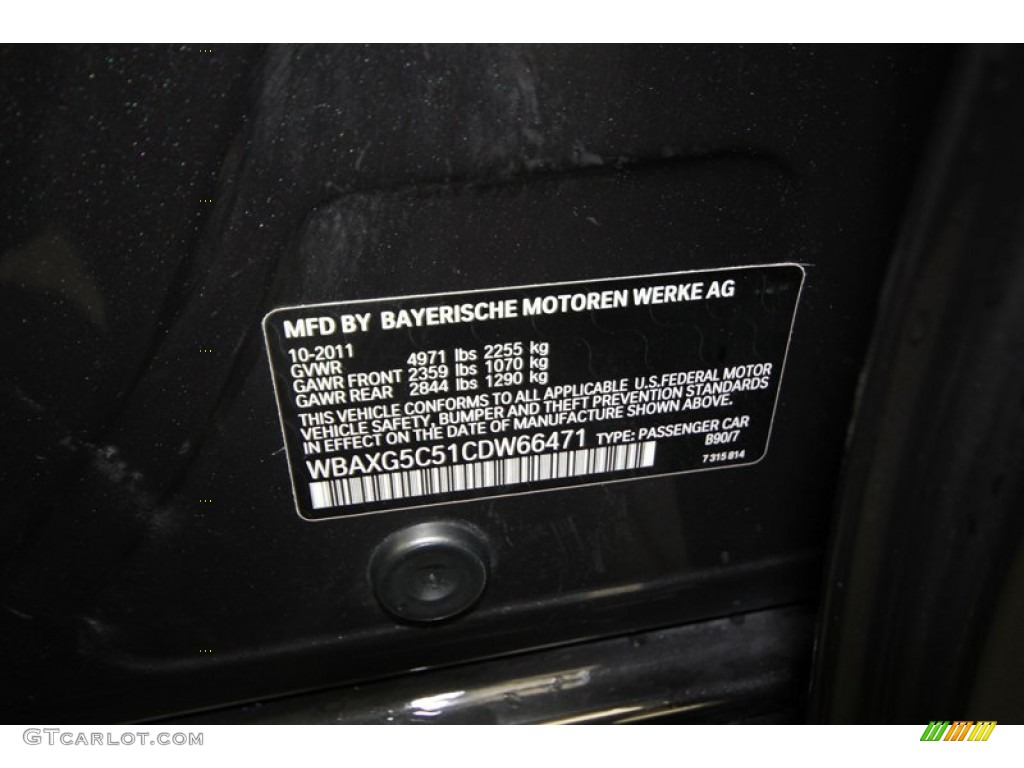 MFD BY BAYERISCHE MOTOREN WERKE AG
10-2011
GVWR 4971 lbs 2255 kg
GAWR FRONT 2359 lbs 1070 kg
GAWR REAR 2844 lbs 1290 kg
THIS VEHICLE CONFORMS TO ALL APPLICABLE U.S.FEDERAL MOTOR
VEHICLE SAFETY, BUMPER AND THEFT PREVENTION STANDARDS
IN EFFECT ON THE DATE OF MANUFACTURE SHOWN ABOVE.
WBAXG5C51CDW66471 TYPE: PASSENGER CAR
B90/7
7 315 814
GTCARLOT.COM